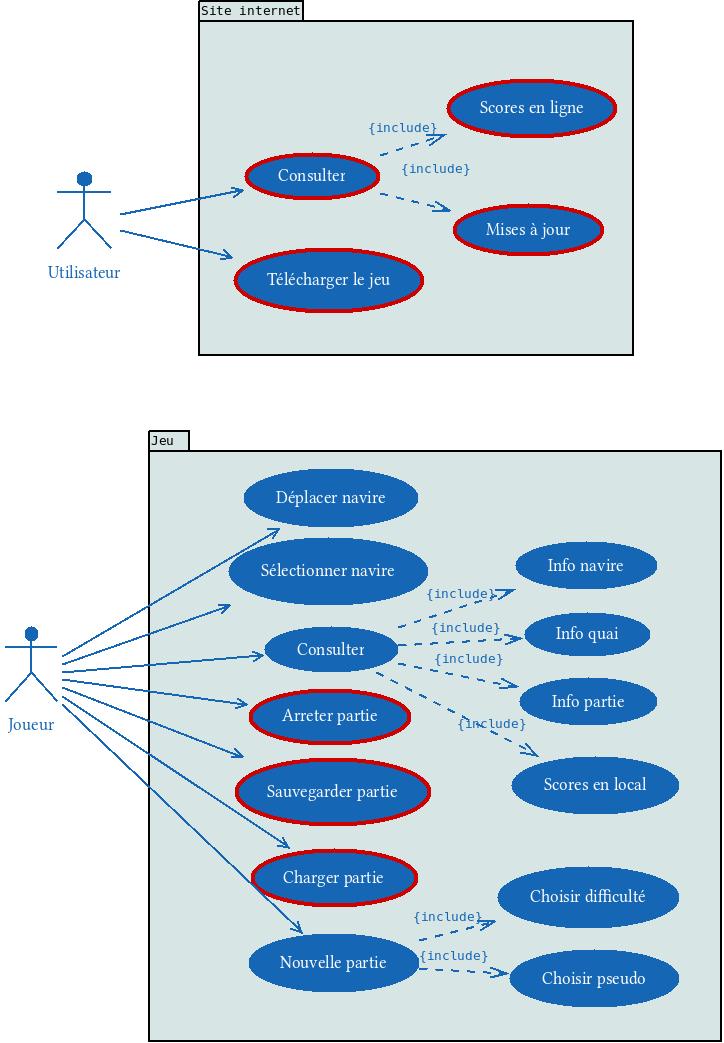 Site internet
Scores en ligne
{include}
Consulter
{include}
Mises à jour
Utilisateur
Télécharger le jeu
Jeu
Déplacer navire
Sélectionner navire
Info navire
{include}
{include}
Info quai
Consulter
{include}
Info partie
Arreter partie
Joueur
{include}
Scores en local
Sauvegarder partie
Charger partie
Choisir difficulté
{include}
{include}
Nouvelle partie
Choisir pseudo